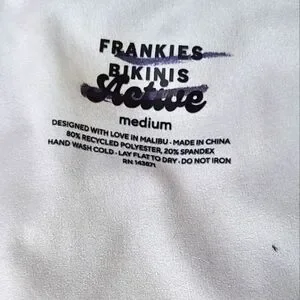 FRANKIES
BIKINIS
Active
medium
DESIGNED WITH LOVE IN MALIBU • MADE IN CHINA
80% RECYCLED POLYESTER, 20% SPANDEX
HAND WASH COLD • LAY FLAT TO DRY • DO NOT IRON
RN 143671